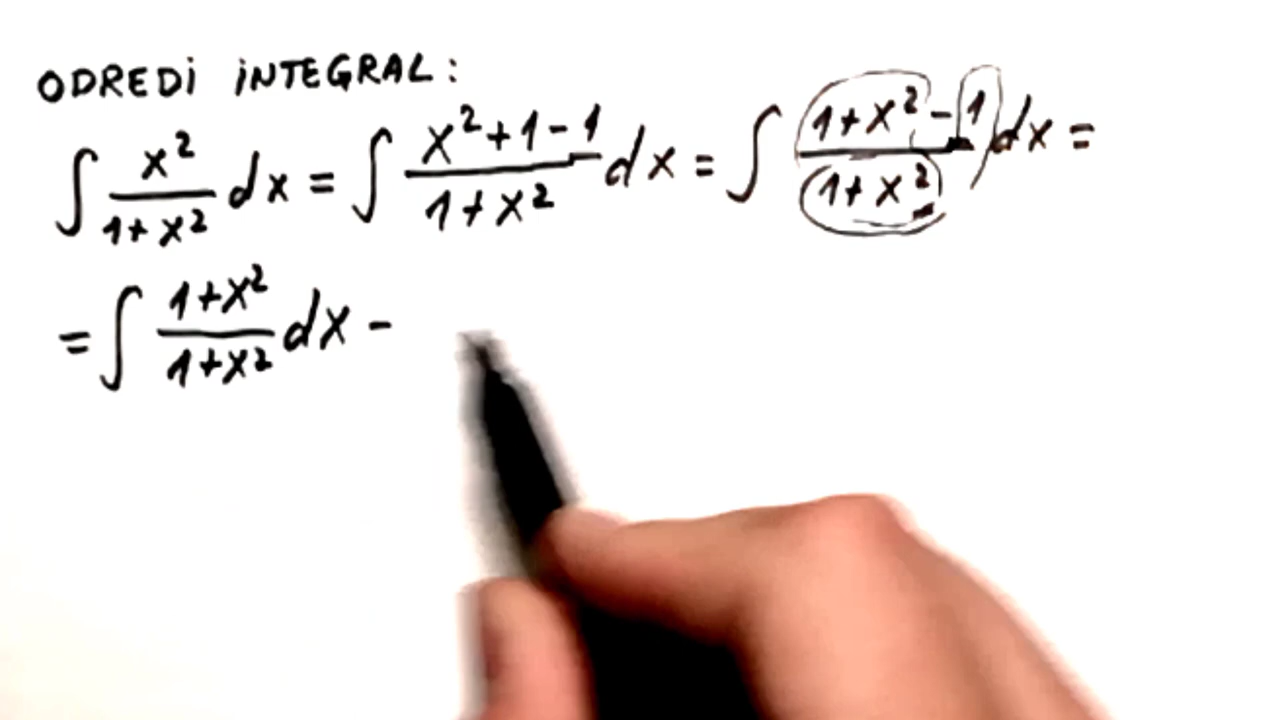 ODREDI INTEGRAL:
∫ x²/(1+x²) dx = ∫ (x²+1-1)/(1+x²) dx = ∫ (1+x²-1)/(1+x²) dx =
= ∫ (1+x²)/(1+x²) dx -